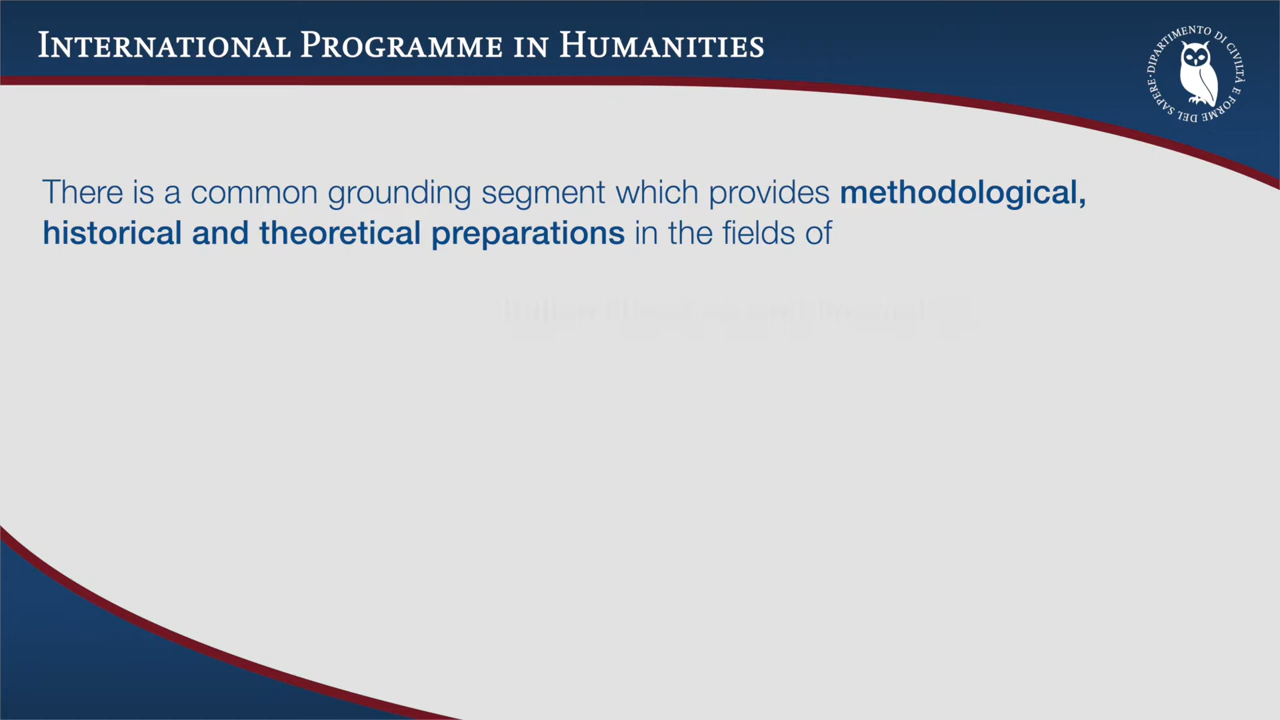 International Programme in Humanities
DIPARTIMENTO DI CIVILTÀ E FORME DEL SAPERE
There is a common grounding segment which provides methodological,
historical and theoretical preparations in the fields of